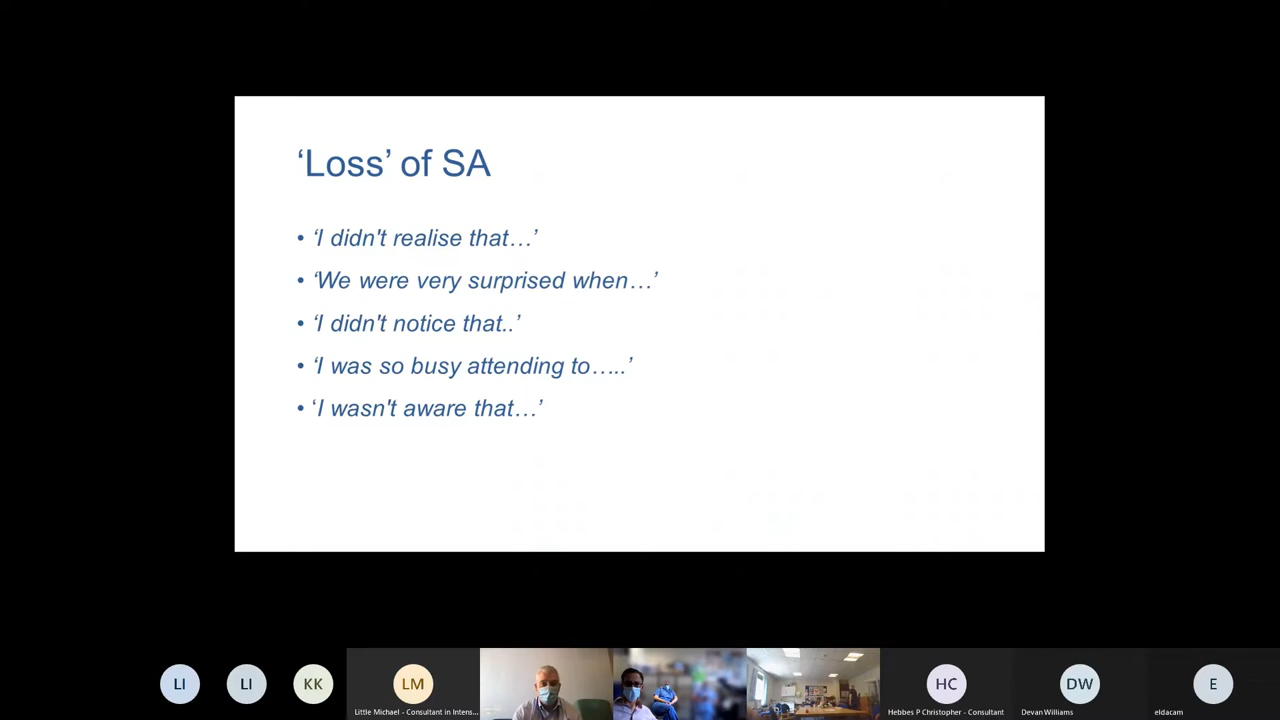 ‘Loss’ of SA
• ‘I didn't realise that…’
• ‘We were very surprised when…’
• ‘I didn't notice that..’
• ‘I was so busy attending to…..’
• ‘I wasn't aware that…’
LI
LI
KK
LM
HC
DW
E
Little Michael - Consultant in Intens...
Hebbes P Christopher - Consultant
Devan Williams
eldacam